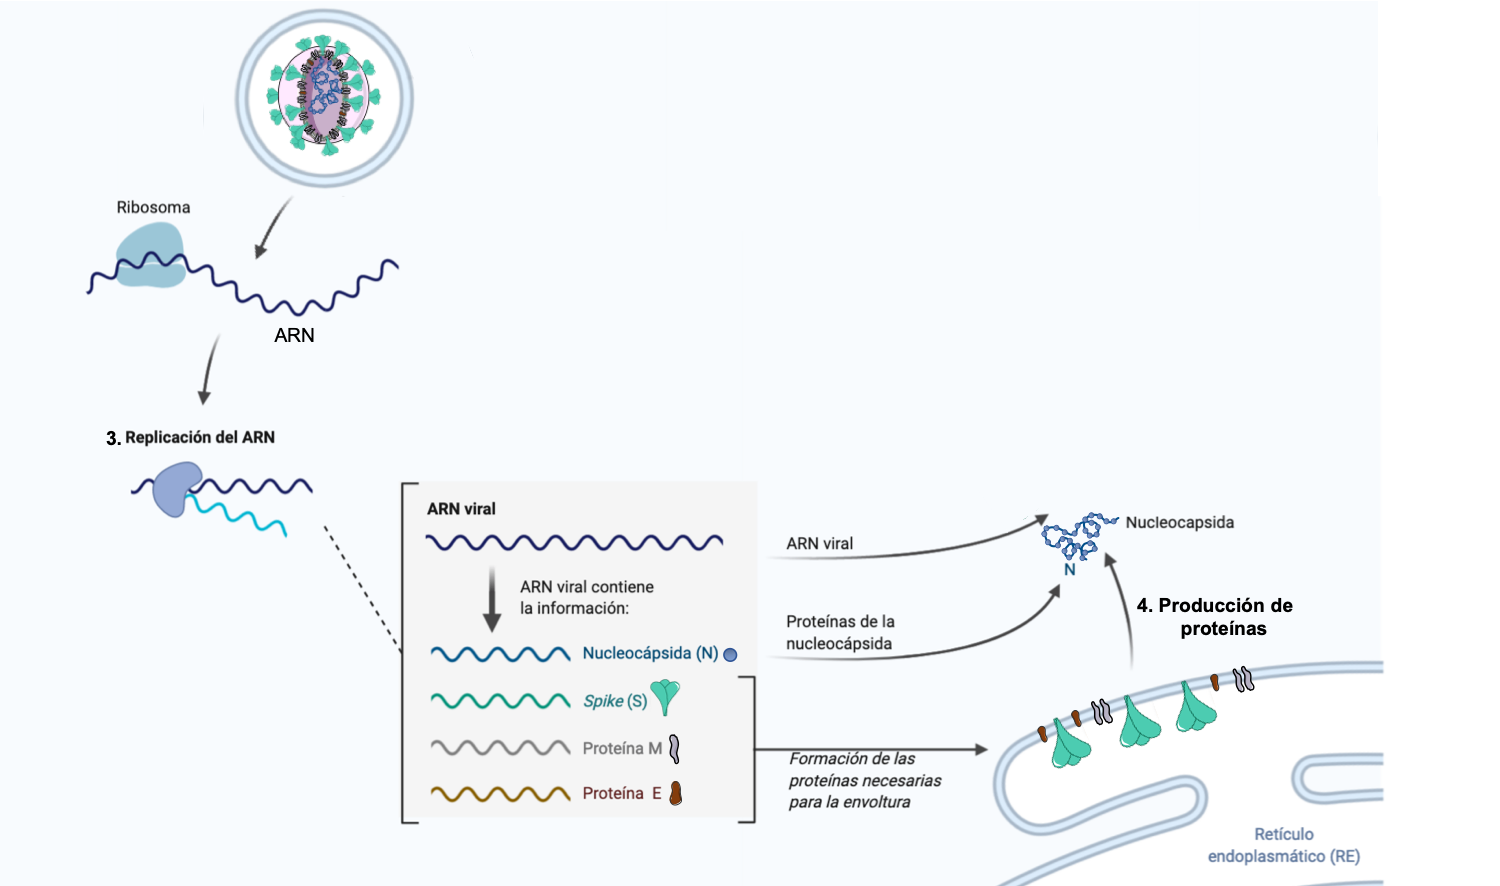 Ribosoma
ARN
3. Replicación del ARN
ARN viral
ARN viral contiene
la información:
Nucleocápsida (N)
Spike (S)
Proteína M
Proteína E
ARN viral
Proteínas de la
nucleocápsida
Formación de las
proteínas necesarias
para la envoltura
Nucleocapsida
N
4. Producción de
proteínas
Retículo
endoplasmático (RE)